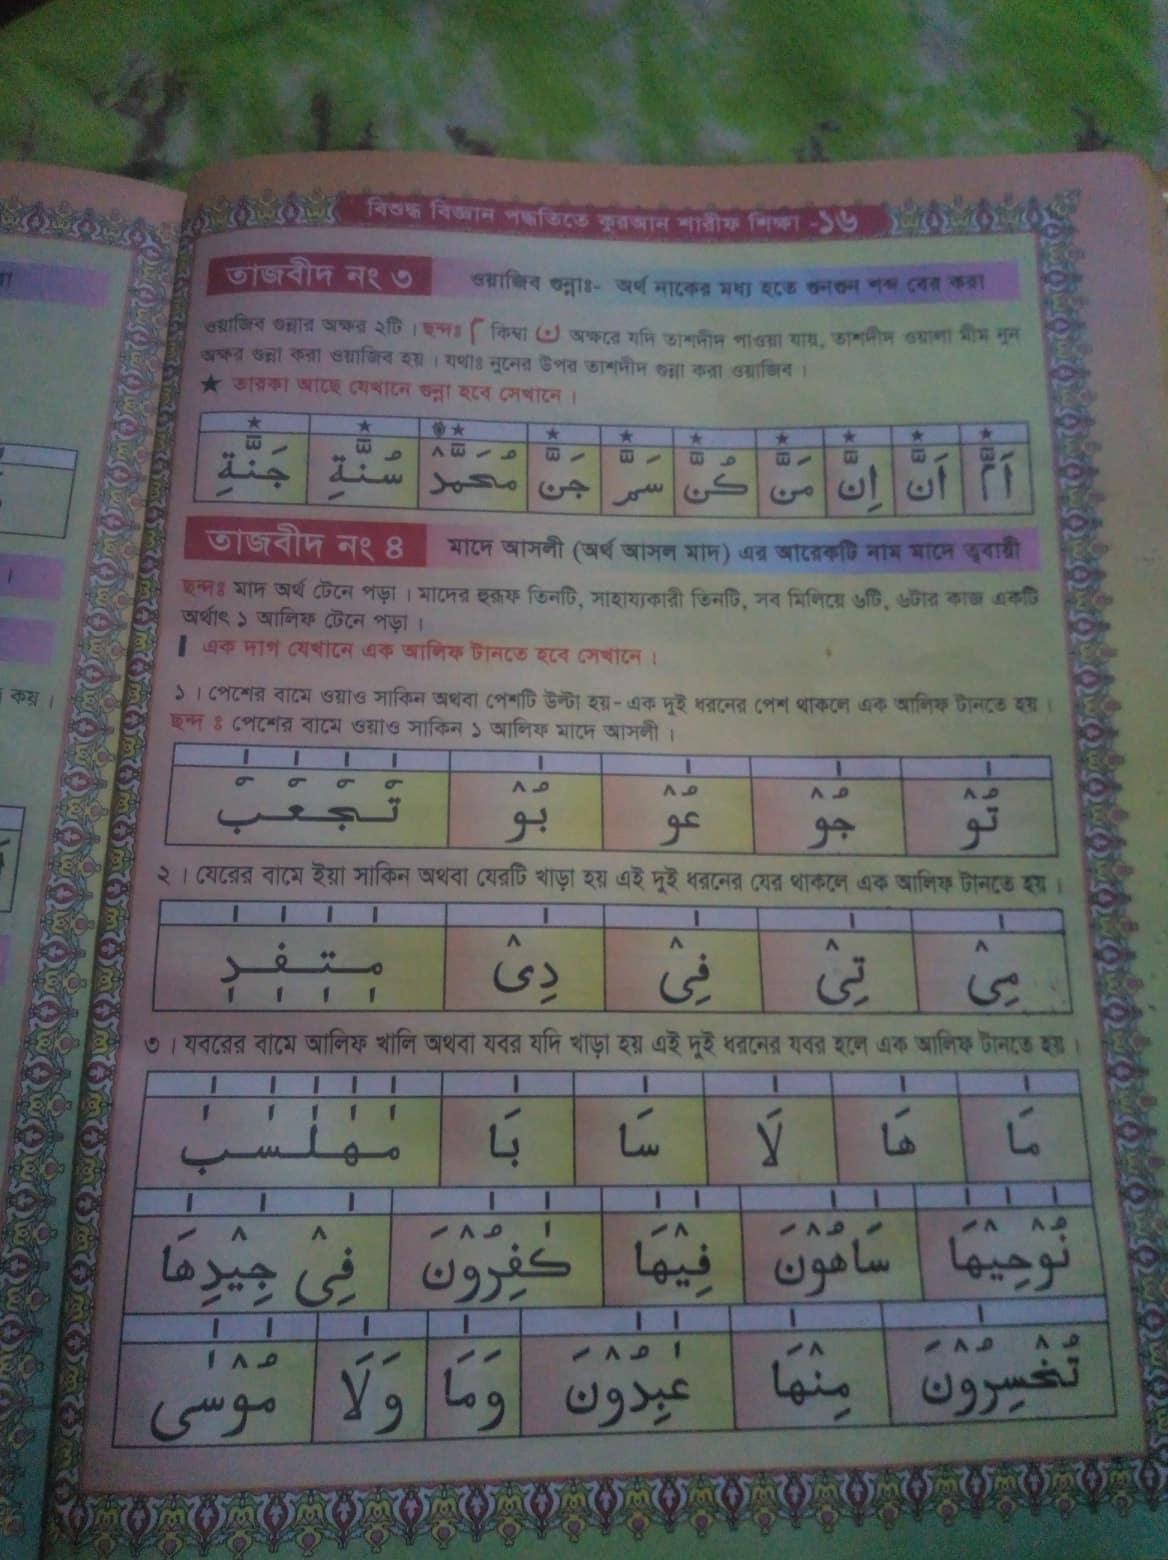 বিশুদ্ধ বিজ্ঞান পদ্ধতিতে কুরআন শারীফ শিক্ষা -১৬
তাজবীদ নং ৩ ওয়াজিব গুন্নাঃ- অর্থ নাকের মধ্য হতে গুনগুন শব্দ বের করা
ওয়াজিব গুন্নার অক্ষর ২টি । ছন্দঃ م কিম্বা ن অক্ষরে যদি তাশদীদ পাওয়া যায়, তাশদীদ ওয়ালা মীম নুন
অক্ষর গুন্না করা ওয়াজিব হয় । যথাঃ নুনের উপর তাশদীদ গুন্না করা ওয়াজিব ।
★ তারকা আছে যেখানে গুন্না হবে সেখানে ।
اَمَّ اَنَّ اِنَّ مَنَّ كُنَّ سَمَّ جَنَّ مُحَمَّدْ سُنَّةِ جَنَّةِ
তাজবীদ নং ৪ মাদে আসলী (অর্থ আসল মাদ) এর আরেকটি নাম মাদে ত্ববায়ী
ছন্দঃ মাদ অর্থ টেনে পড়া । মাদের হুরূফ তিনটি, সাহায্যকারী তিনটি, সব মিলিয়ে ৬টি, ৬টার কাজ একটি
অর্থাৎ ১ আলিফ টেনে পড়া ।
| এক দাগ যেখানে এক আলিফ টানতে হবে সেখানে ।
১ । পেশের বামে ওয়াও সাকিন অথবা পেশটি উল্টা হয়- এক দুই ধরনের পেশ থাকলে এক আলিফ টানতে হয় ।
ছন্দ ঃ পেশের বামে ওয়াও সাকিন ১ আলিফ মাদে আসলী ।
تُوْ جُوْ عُوْ بُوْ تٗجٗعٗبٗ
২ । যেরের বামে ইয়া সাকিন অথবা যেরটি খাড়া হয় এই দুই ধরনের যের থাকলে এক আলিফ টানতে হয় ।
مِىْ تِىْ فِىْ دِىْ مٖتٖفٖدٖ
৩ । যবরের বামে আলিফ খালি অথবা যবর যদি খাড়া হয় এই দুই ধরনের যবর হলে এক আলিফ টানতে হয় ।
مَا هَا لَا سَا بَا مٰهٰلٰسٰبٰ
نُوْحِيْهَا سَاهُوْنَ فِيْهَا كٰفِرُوْنَ فِىْ جِيْدِهَا
تُخْسِرُوْنَ مِنْهَا عٰبِدُوْنَ وَمَا وَلَا مُوْسٰى